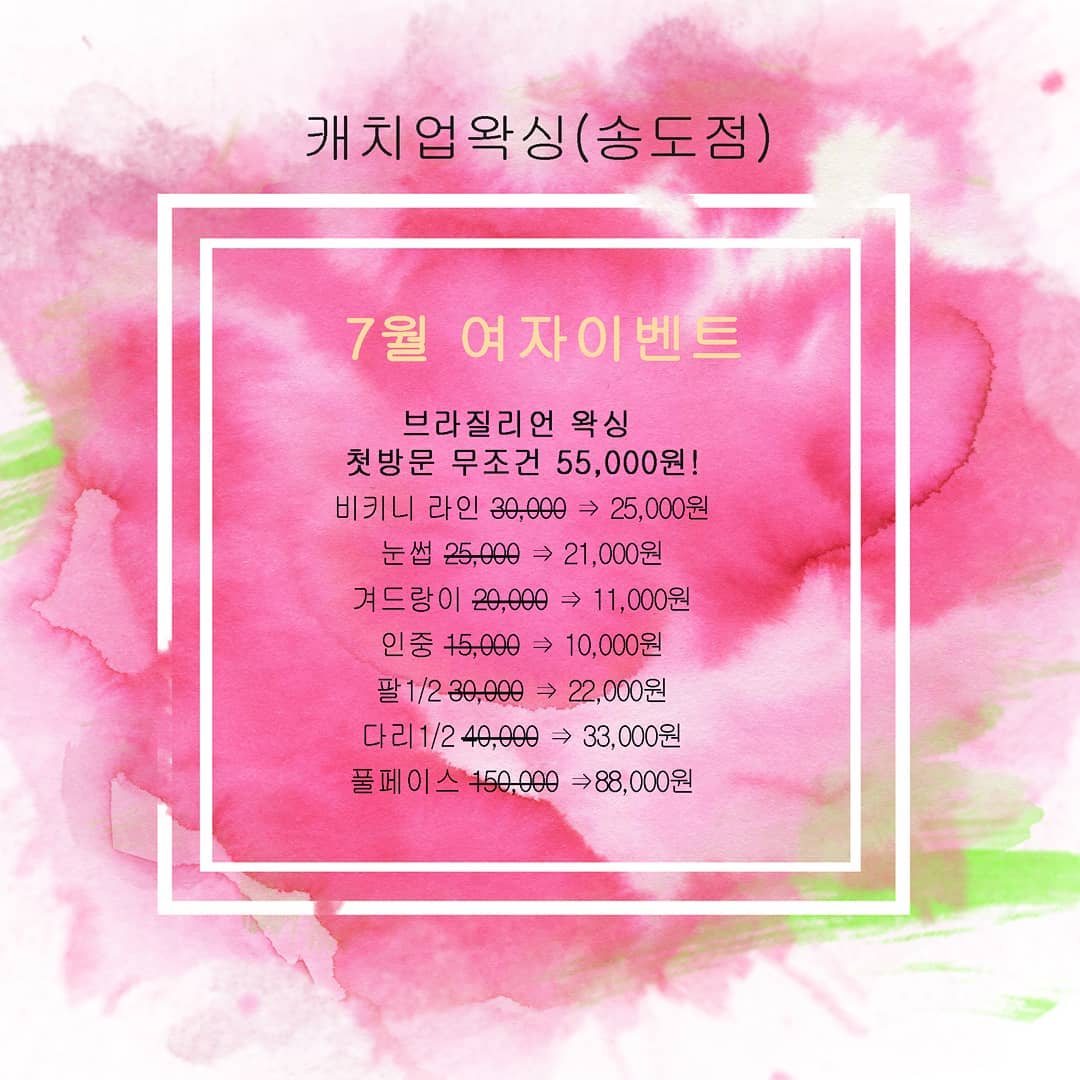 캐치업왁싱(송도점)
7월 여자이벤트
브라질리언 왁싱
첫방문 무조건 55,000원!
비키니 라인 30,000 ⇒ 25,000원
눈썹 25,000 ⇒ 21,000원
겨드랑이 20,000 ⇒ 11,000원
인중 15,000 ⇒ 10,000원
팔1/2 30,000 ⇒ 22,000원
다리1/2 40,000 ⇒ 33,000원
풀페이스 150,000 ⇒88,000원